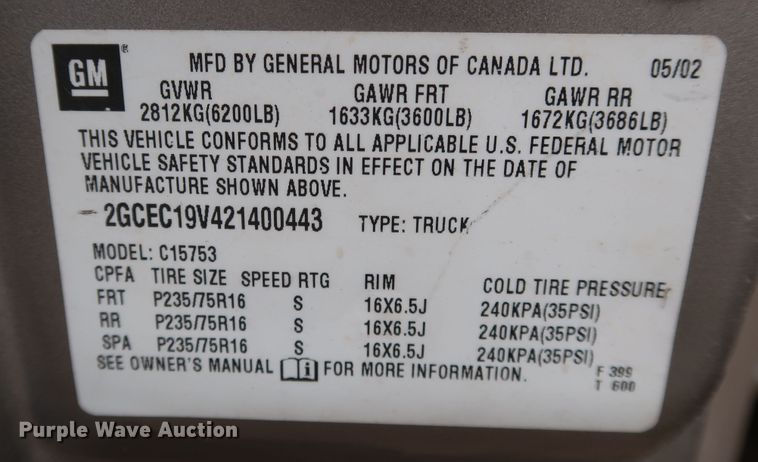 GM ®
MFD BY GENERAL MOTORS OF CANADA LTD. 05/02
GVWR GAWR FRT GAWR RR
2812KG(6200LB) 1633KG(3600LB) 1672KG(3686LB)
THIS VEHICLE CONFORMS TO ALL APPLICABLE U.S. FEDERAL MOTOR
VEHICLE SAFETY STANDARDS IN EFFECT ON THE DATE OF
MANUFACTURE SHOWN ABOVE.
2GCEC19V421400443 TYPE: TRUCK
MODEL: C15753
CPFA TIRE SIZE SPEED RTG RIM COLD TIRE PRESSURE
FRT P235/75R16 S 16X6.5J 240KPA(35PSI)
RR P235/75R16 S 16X6.5J 240KPA(35PSI)
SPA P235/75R16 S 16X6.5J 240KPA(35PSI)
SEE OWNER'S MANUAL i FOR MORE INFORMATION.
F 399
T 600
Purple Wave Auction